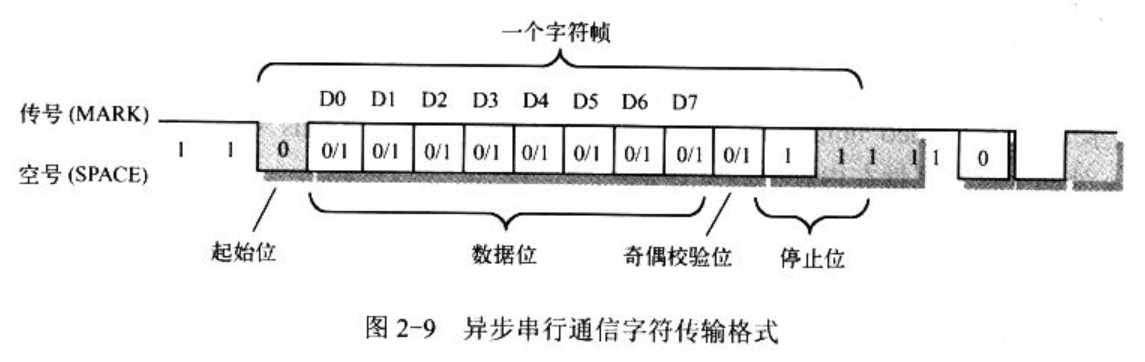 一个字符帧
D0 D1 D2 D3 D4 D5 D6 D7
传号 (MARK)
1 1 0 0/1 0/1 0/1 0/1 0/1 0/1 0/1 0/1 0/1 1 1 1 1 1 0
空号 (SPACE)
起始位 数据位 奇偶校验位 停止位
图 2-9 异步串行通信字符传输格式